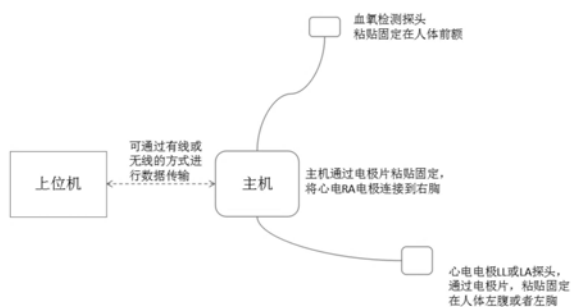 血氧检测探头
粘贴固定在人体前额
可通过有线或
无线的方式进
行数据传输
上位机
主机
主机通过电极片粘贴固定，
将心电RA电极连接到右胸
心电电极LL或LA探头，
通过电极片，粘贴固定
在人体左腹或者左胸